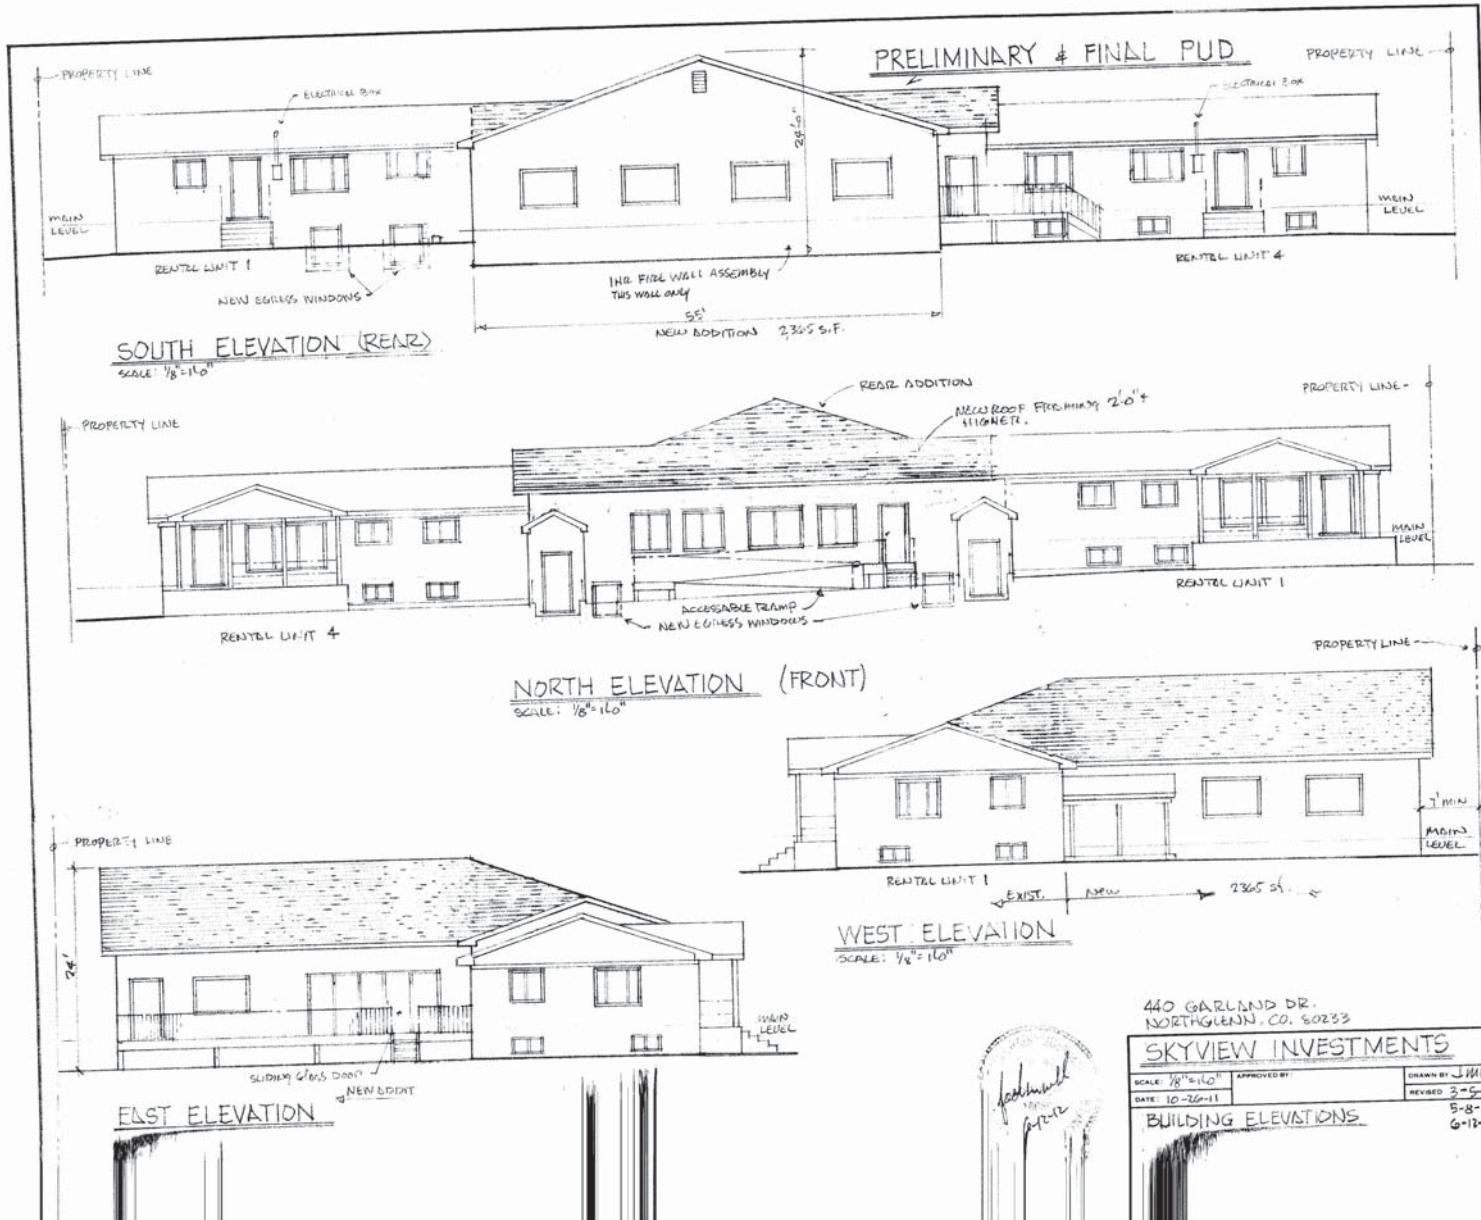 PRELIMINARY & FINAL PUD
PROPERTY LINE
PROPERTY LINE
ELECTRICAL BOX
ELECTRICAL BOX
24'-0"
MAIN
LEVEL
MAIN
LEVEL
RENTAL UNIT 1
NEW EGRESS WINDOWS
1HR FIRE WALL ASSEMBLY
THIS WALL ONLY
RENTAL UNIT 4
55'
NEW ADDITION 2365 S.F.
SOUTH ELEVATION (REAR)
SCALE: 1/8"=1'-0"
PROPERTY LINE
REAR ADDITION
NEW ROOF FRAMING 2'-0" +
HIGHER.
PROPERTY LINE
MAIN
LEVEL
RENTAL UNIT 4
ACCESSABLE RAMP
NEW EGRESS WINDOWS
RENTAL UNIT 1
NORTH ELEVATION (FRONT)
SCALE: 1/8"=1'-0"
PROPERTY LINE
7' MIN
MAIN
LEVEL
RENTAL UNIT 1
EXIST. NEW 2365 sf.
WEST ELEVATION
SCALE: 1/8"=1'-0"
PROPERTY LINE
24'
MAIN
LEVEL
SLIDING GLASS DOOR
NEW ADDIT
EAST ELEVATION
6-12-12
440 GARLAND DR.
NORTHGLENN, CO. 80233
SKYVIEW INVESTMENTS
SCALE: 1/8"=1'-0" APPROVED BY: DRAWN BY JM
DATE: 10-26-11 REVISED 3-5
5-8-
6-12-
BUILDING ELEVATIONS